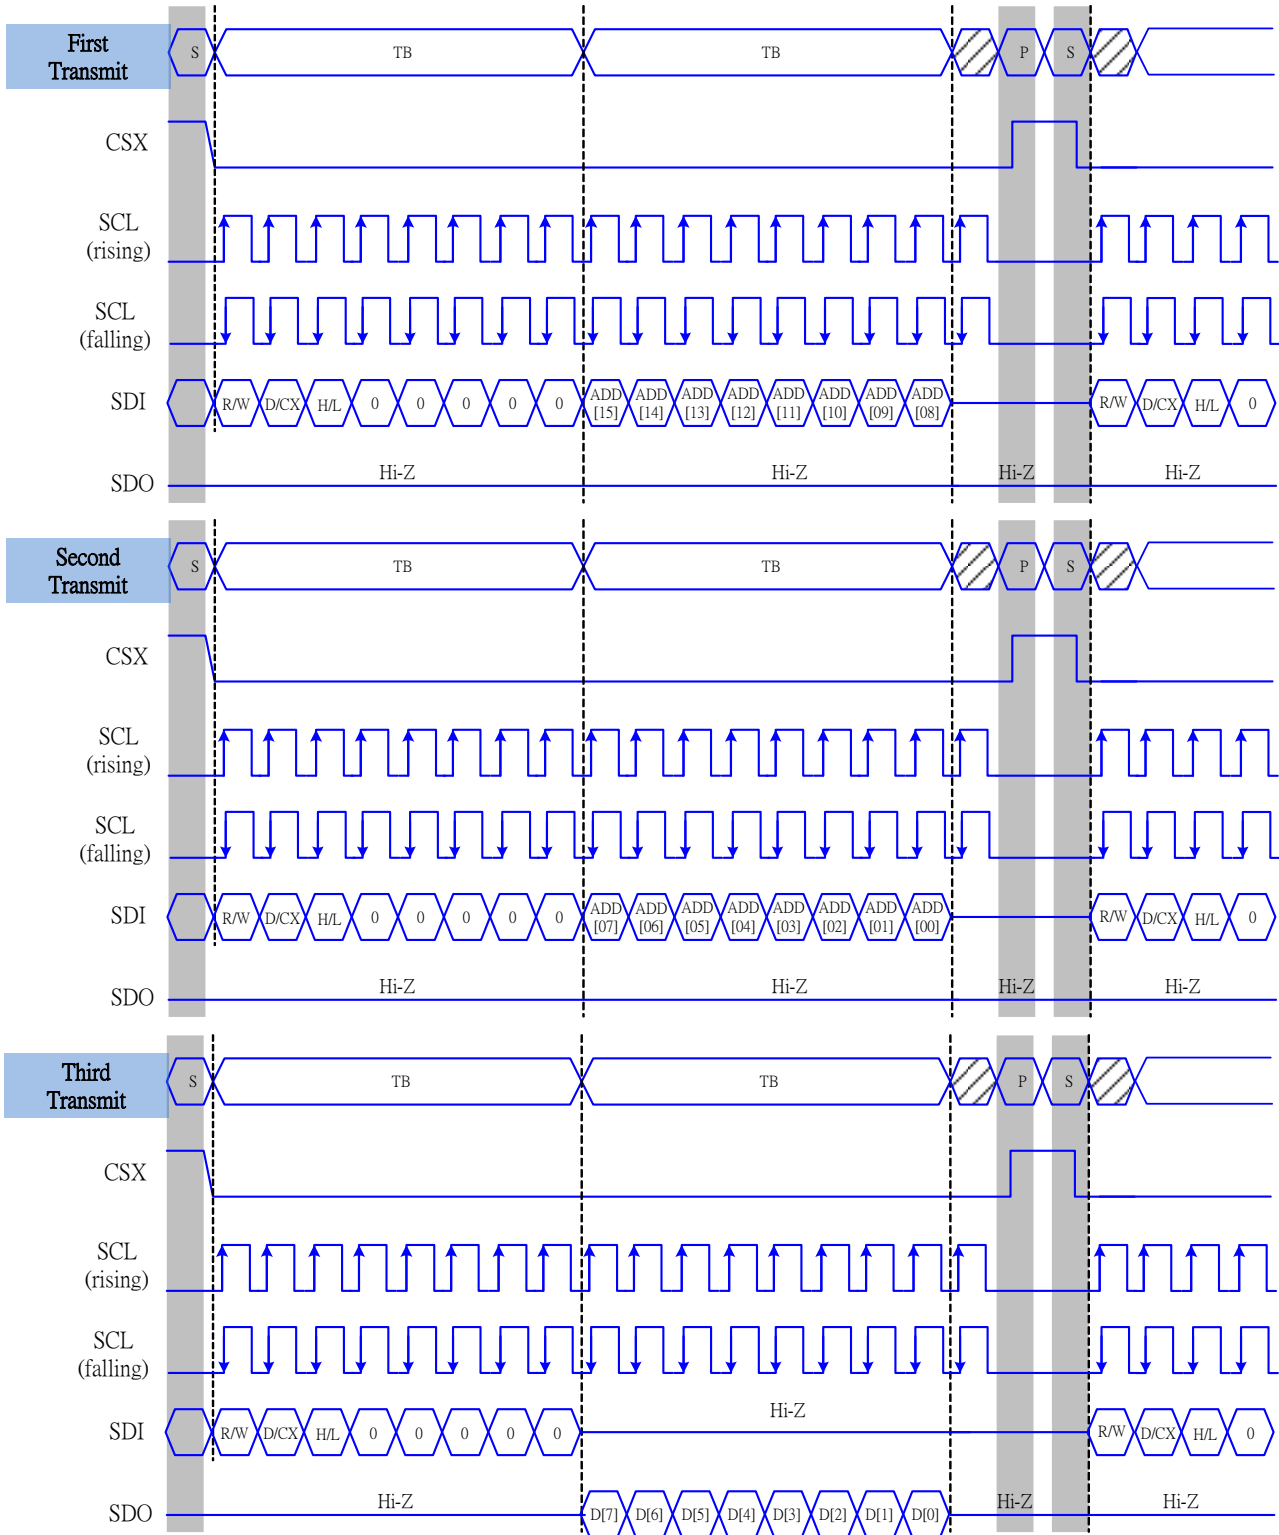 First
Transmit
S TB TB P S
CSX
SCL
(rising)
SCL
(falling)
SDI R/W D/CX H/L 0 0 0 0 0 ADD [15] ADD [14] ADD [13] ADD [12] ADD [11] ADD [10] ADD [09] ADD [08] R/W D/CX H/L 0
SDO Hi-Z Hi-Z Hi-Z Hi-Z
Second
Transmit
S TB TB P S
CSX
SCL
(rising)
SCL
(falling)
SDI R/W D/CX H/L 0 0 0 0 0 ADD [07] ADD [06] ADD [05] ADD [04] ADD [03] ADD [02] ADD [01] ADD [00] R/W D/CX H/L 0
SDO Hi-Z Hi-Z Hi-Z Hi-Z
Third
Transmit
S TB TB P S
CSX
SCL
(rising)
SCL
(falling)
SDI R/W D/CX H/L 0 0 0 0 0 Hi-Z R/W D/CX H/L 0
SDO Hi-Z D[7] D[6] D[5] D[4] D[3] D[2] D[1] D[0] Hi-Z Hi-Z